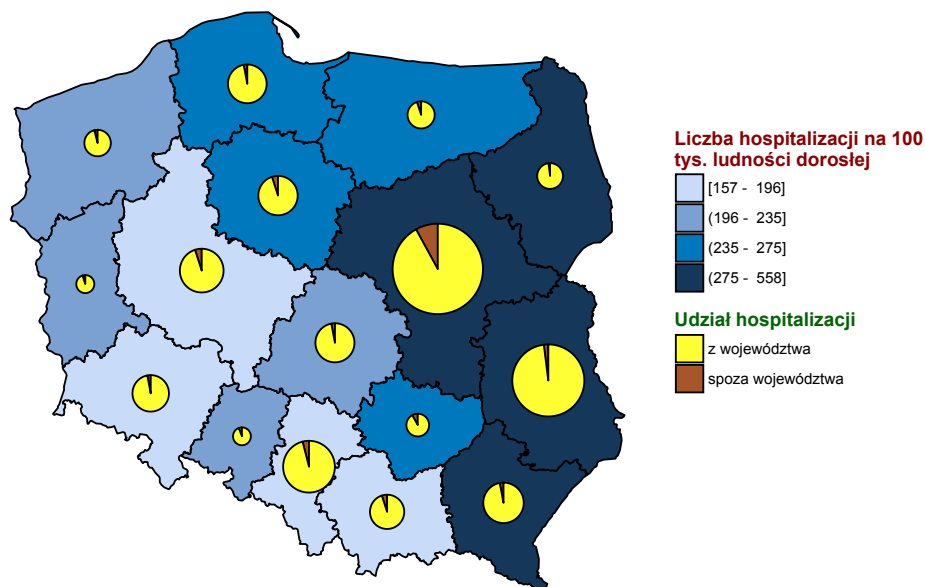 Liczba hospitalizacji na 100
tys. ludności dorosłej
[157 - 196]
(196 - 235]
(235 - 275]
(275 - 558]
Udział hospitalizacji
z województwa
spoza województwa